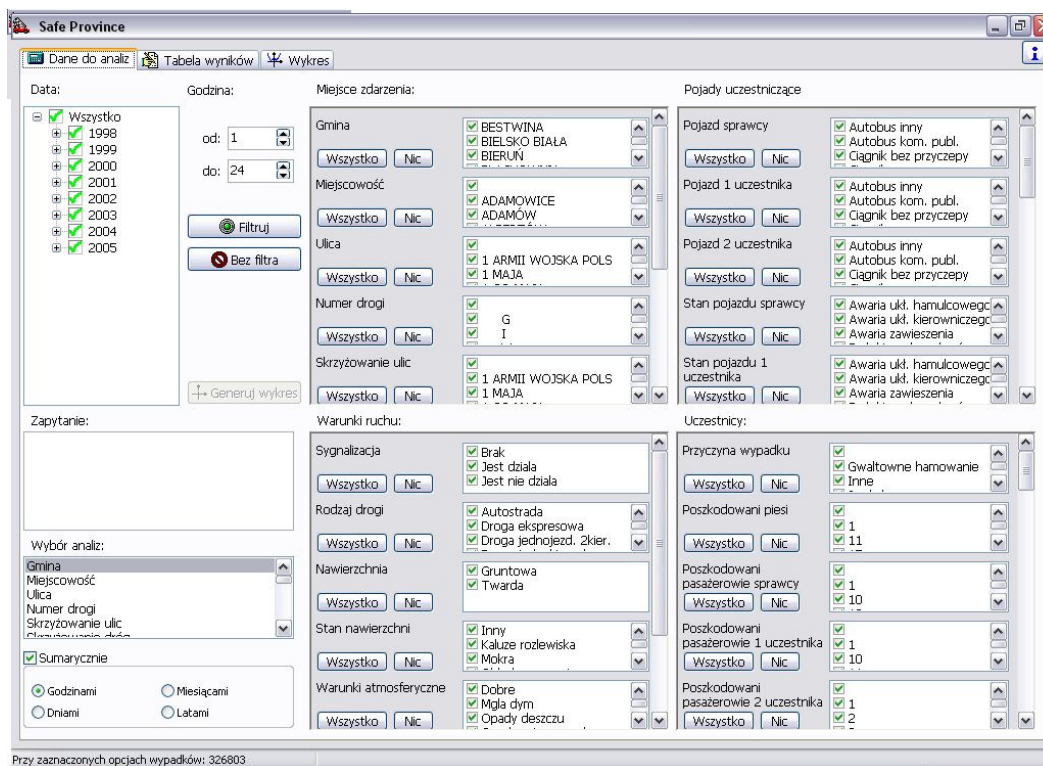 Safe Province
Dane do analiz
Tabela wyników
Wykres
Data:
Wszystko
1998
1999
2000
2001
2002
2003
2004
2005
Godzina:
od: 1
do: 24
Filtruj
Bez filtra
Generuj wykres
Zapytanie:
Wybór analiz:
Gmina
Miejscowość
Ulica
Numer drogi
Skrzyżowanie ulic
Sumarycznie
Godzinami
Miesiącami
Dniami
Latami
Miejsce zdarzenia:
Gmina
Wszystko Nic
BESTWINA
BIELSKO BIAŁA
BIERUŃ
Miejscowość
Wszystko Nic
ADAMOWICE
ADAMÓW
Ulica
Wszystko Nic
1 ARMII WOJSKA POLS
1 MAJA
Numer drogi
Wszystko Nic
G
I
Skrzyżowanie ulic
Wszystko Nic
1 ARMII WOJSKA POLS
1 MAJA
Pojady uczestniczące
Pojazd sprawcy
Wszystko Nic
Autobus inny
Autobus kom. publ.
Ciągnik bez przyczepy
Pojazd 1 uczestnika
Wszystko Nic
Autobus inny
Autobus kom. publ.
Ciągnik bez przyczepy
Pojazd 2 uczestnika
Wszystko Nic
Autobus inny
Autobus kom. publ.
Ciągnik bez przyczepy
Stan pojazdu sprawcy
Wszystko Nic
Awaria ukł. hamulcowego
Awaria ukł. kierowniczego
Awaria zawieszenia
Stan pojazdu 1
uczestnika
Wszystko Nic
Awaria ukł. hamulcowego
Awaria ukł. kierowniczego
Awaria zawieszenia
Warunki ruchu:
Sygnalizacja
Wszystko Nic
Brak
Jest dziala
Jest nie dziala
Rodzaj drogi
Wszystko Nic
Autostrada
Droga ekspresowa
Droga jednojezd. 2kier.
Nawierzchnia
Wszystko Nic
Gruntowa
Twarda
Stan nawierzchni
Wszystko Nic
Inny
Kaluze rozlewiska
Mokra
Warunki atmosferyczne
Wszystko Nic
Dobre
Mgla dym
Opady deszczu
Uczestnicy:
Przyczyna wypadku
Wszystko Nic
Gwaltowne hamowanie
Inne
Poszkodowani piesi
Wszystko Nic
1
11
Poszkodowani
pasażerowie sprawcy
Wszystko Nic
1
10
Poszkodowani
pasażerowie 1 uczestnika
Wszystko Nic
1
10
Poszkodowani
pasażerowie 2 uczestnika
Wszystko Nic
1
2
Przy zaznaczonych opcjach wypadków: 326803